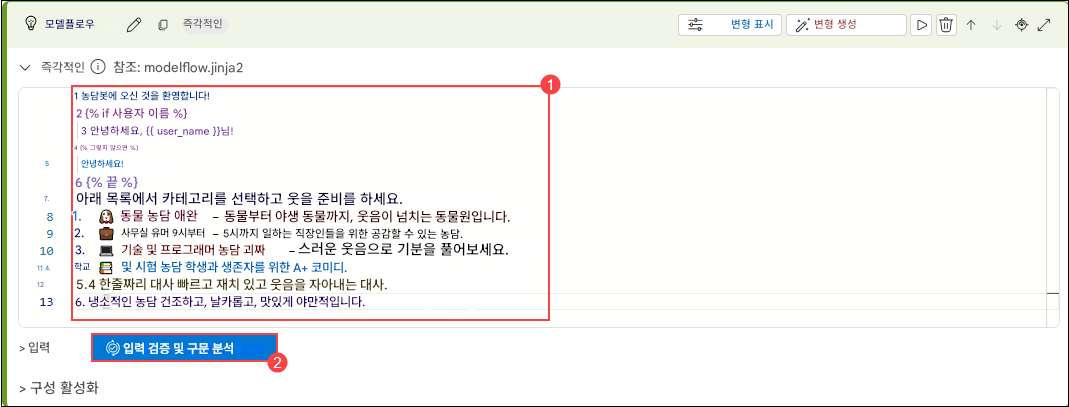 모델플로우 즉각적인 변형 표시 변형 생성
즉각적인 참조: modelflow.jinja2
1
1 농담봇에 오신 것을 환영합니다!
2 {% if 사용자 이름 %}
3 안녕하세요, {{ user_name }}님!
4 {% 그렇지 않으면 %}
5 안녕하세요!
6 {% 끝 %}
7. 아래 목록에서 카테고리를 선택하고 웃을 준비를 하세요.
8 1. 동물 농담 애완 – 동물부터 야생 동물까지, 웃음이 넘치는 동물원입니다.
9 2. 사무실 유머 9시부터 – 5시까지 일하는 직장인들을 위한 공감할 수 있는 농담.
10 3. 기술 및 프로그래머 농담 괴짜 – 스러운 웃음으로 기분을 풀어보세요.
11 4. 학교 및 시험 농담 학생과 생존자를 위한 A+ 코미디.
12 5.4 한줄짜리 대사 빠르고 재치 있고 웃음을 자아내는 대사.
13 6. 냉소적인 농담 건조하고, 날카롭고, 맛있게 야만적입니다.
> 입력 입력 검증 및 구문 분석
2
> 구성 활성화